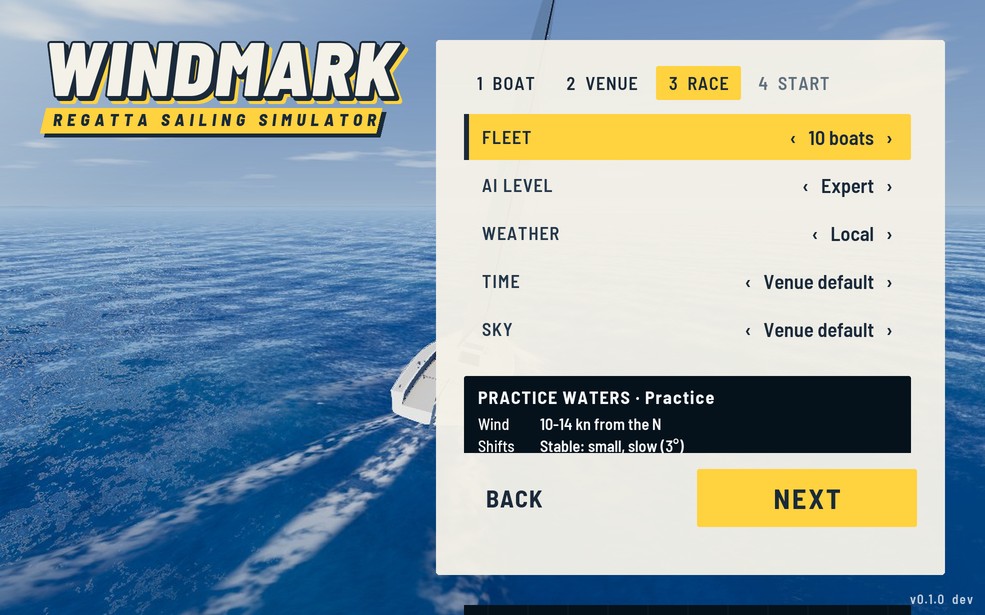 WINDMARK
REGATTA SAILING SIMULATOR
1 BOAT 2 VENUE 3 RACE 4 START
FLEET ‹ 10 boats ›
AI LEVEL ‹ Expert ›
WEATHER ‹ Local ›
TIME ‹ Venue default ›
SKY ‹ Venue default ›
PRACTICE WATERS · Practice
Wind 10-14 kn from the N
Shifts Stable: small, slow (3°)
BACK NEXT
v0.1.0 dev